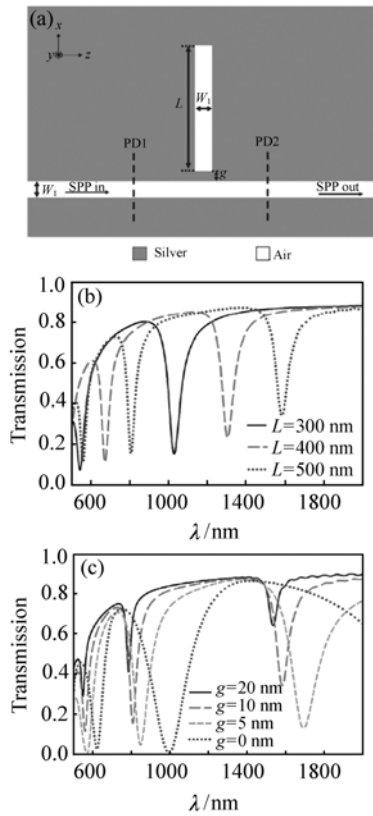 (a)
x
y
z
L
W₁
PD1
PD2
g
W₁
SPP in
SPP out
Silver
Air
(b)
Transmission
1.0
0.8
0.6
0.4
0.2
0.0
L=300 nm
L=400 nm
L=500 nm
600
1000
1400
1800
λ/nm
(c)
Transmission
1.0
0.8
0.6
0.4
0.2
0.0
g=20 nm
g=10 nm
g=5 nm
g=0 nm
600
1000
1400
1800
λ/nm